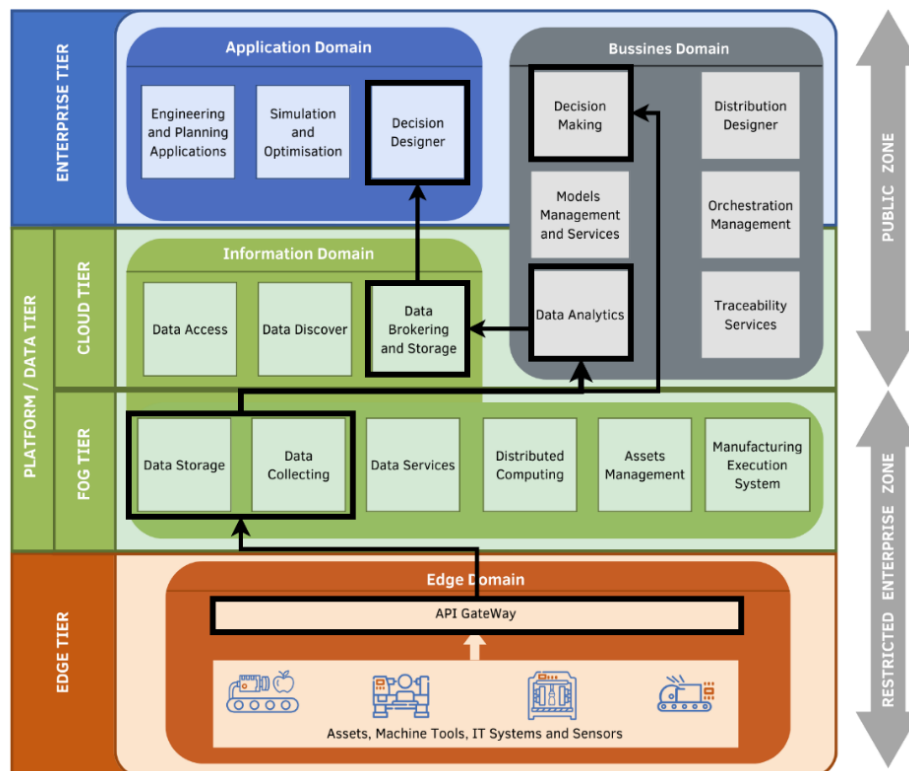 ENTERPRISE TIER
Application Domain
Engineering
and Planning
Applications
Simulation
and
Optimisation
Decision
Designer
Bussines Domain
Decision
Making
Distribution
Designer
Models
Management
and Services
Orchestration
Management
Data Analytics
Traceability
Services
PUBLIC ZONE
PLATFORM / DATA TIER
CLOUD TIER
Information Domain
Data Access
Data Discover
Data
Brokering
and Storage
FOG TIER
Data Storage
Data
Collecting
Data Services
Distributed
Computing
Assets
Management
Manufacturing
Execution
System
RESTRICTED ENTERPRISE ZONE
EDGE TIER
Edge Domain
API GateWay
Assets, Machine Tools, IT Systems and Sensors